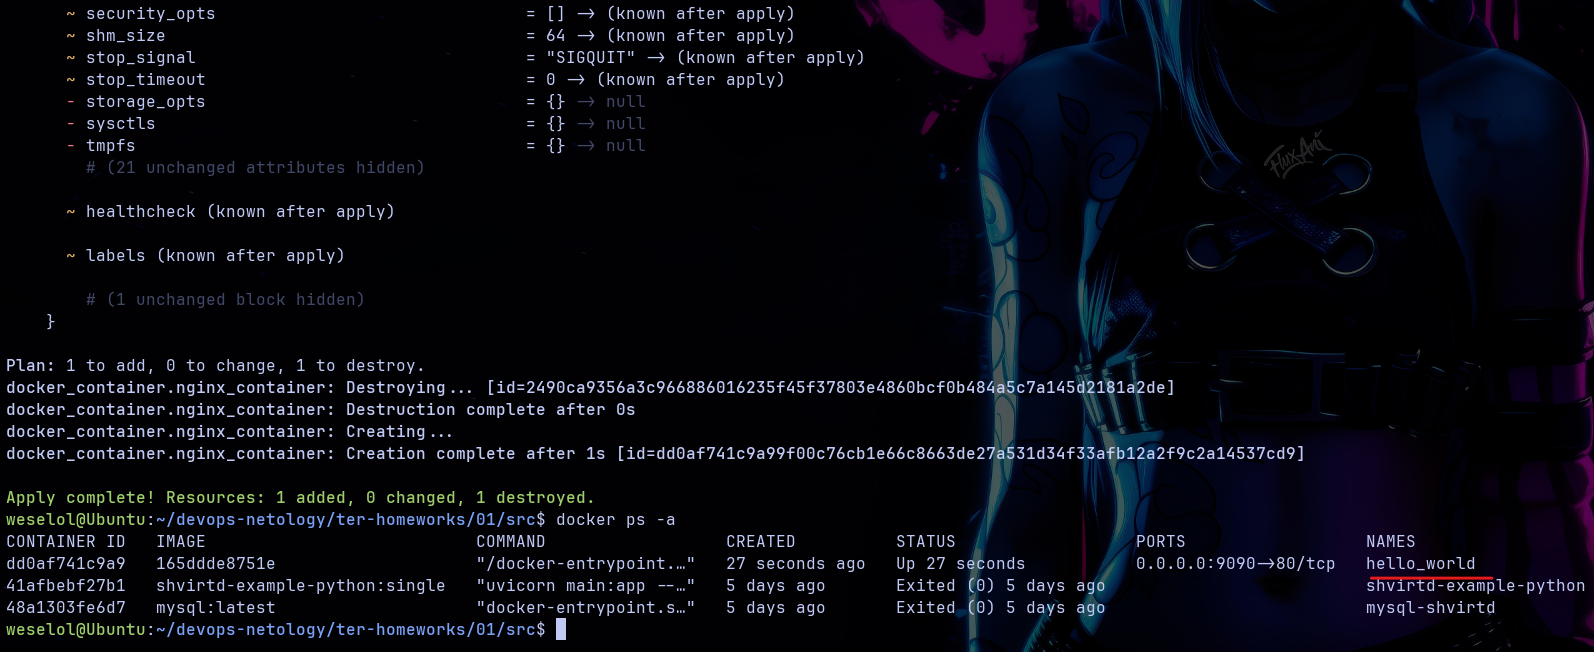 ~ security_opts = [] -> (known after apply)
~ shm_size = 64 -> (known after apply)
~ stop_signal = "SIGQUIT" -> (known after apply)
~ stop_timeout = 0 -> (known after apply)
- storage_opts = {} -> null
- sysctls = {} -> null
- tmpfs = {} -> null
# (21 unchanged attributes hidden)
~ healthcheck (known after apply)
~ labels (known after apply)
# (1 unchanged block hidden)
}
Plan: 1 to add, 0 to change, 1 to destroy.
docker_container.nginx_container: Destroying... [id=2490ca9356a3c966886016235f45f37803e4860bcf0b484a5c7a145d2181a2de]
docker_container.nginx_container: Destruction complete after 0s
docker_container.nginx_container: Creating...
docker_container.nginx_container: Creation complete after 1s [id=dd0af741c9a99f00c76cb1e66c8663de27a531d34f33afb12a2f9c2a14537cd9]
Apply complete! Resources: 1 added, 0 changed, 1 destroyed.
weselol@Ubuntu:~/devops-netology/ter-homeworks/01/src$ docker ps -a
CONTAINER ID IMAGE COMMAND CREATED STATUS PORTS NAMES
dd0af741c9a9 165ddde8751e "/docker-entrypoint.…" 27 seconds ago Up 27 seconds 0.0.0.0:9090->80/tcp hello_world
41afbebf27b1 shvirtd-example-python:single "uvicorn main:app --…" 5 days ago Exited (0) 5 days ago shvirtd-example-python
48a1303fe6d7 mysql:latest "docker-entrypoint.s…" 5 days ago Exited (0) 5 days ago mysql-shvirtd
weselol@Ubuntu:~/devops-netology/ter-homeworks/01/src$
FluxAni